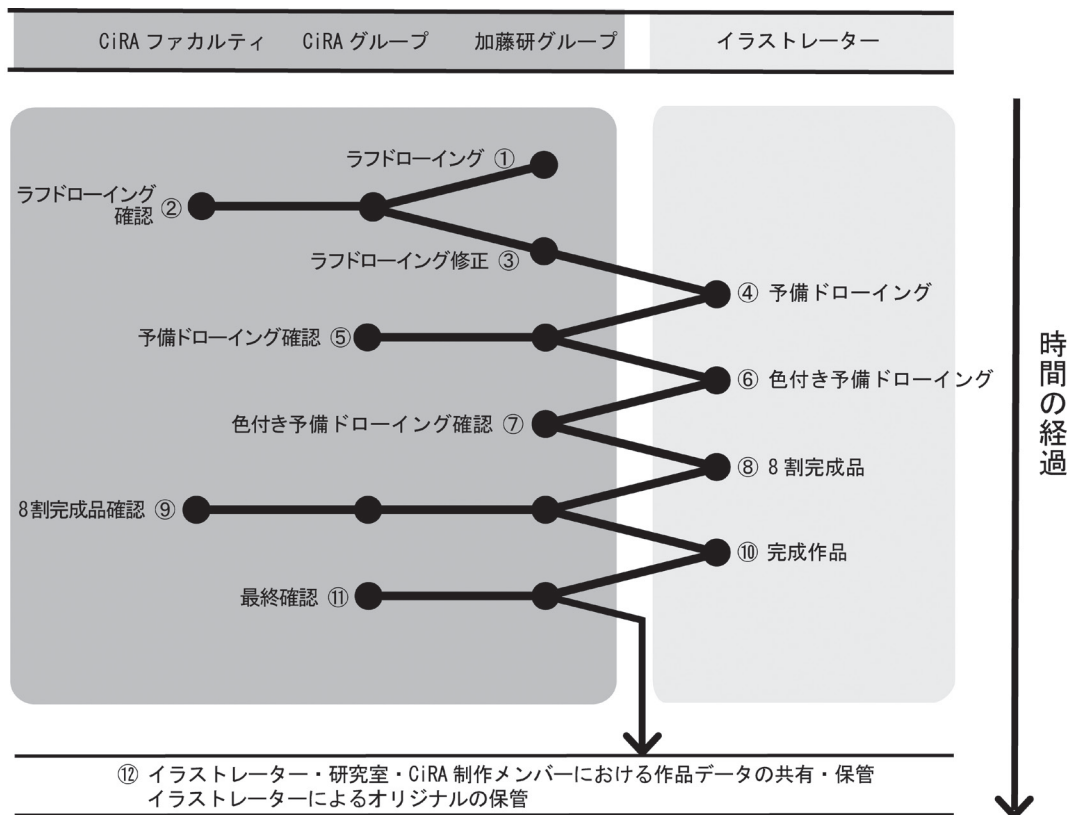 CiRA ファカルティ CiRA グループ 加藤研グループ イラストレーター
ラフドローイング ①
ラフドローイング
確認 ②
ラフドローイング修正 ③
④ 予備ドローイング
予備ドローイング確認 ⑤
⑥ 色付き予備ドローイング
色付き予備ドローイング確認 ⑦
⑧ 8 割完成品
8割完成品確認 ⑨
⑩ 完成作品
最終確認 ⑪
時間の経過
⑫ イラストレーター・研究室・CiRA 制作メンバーにおける作品データの共有・保管
イラストレーターによるオリジナルの保管